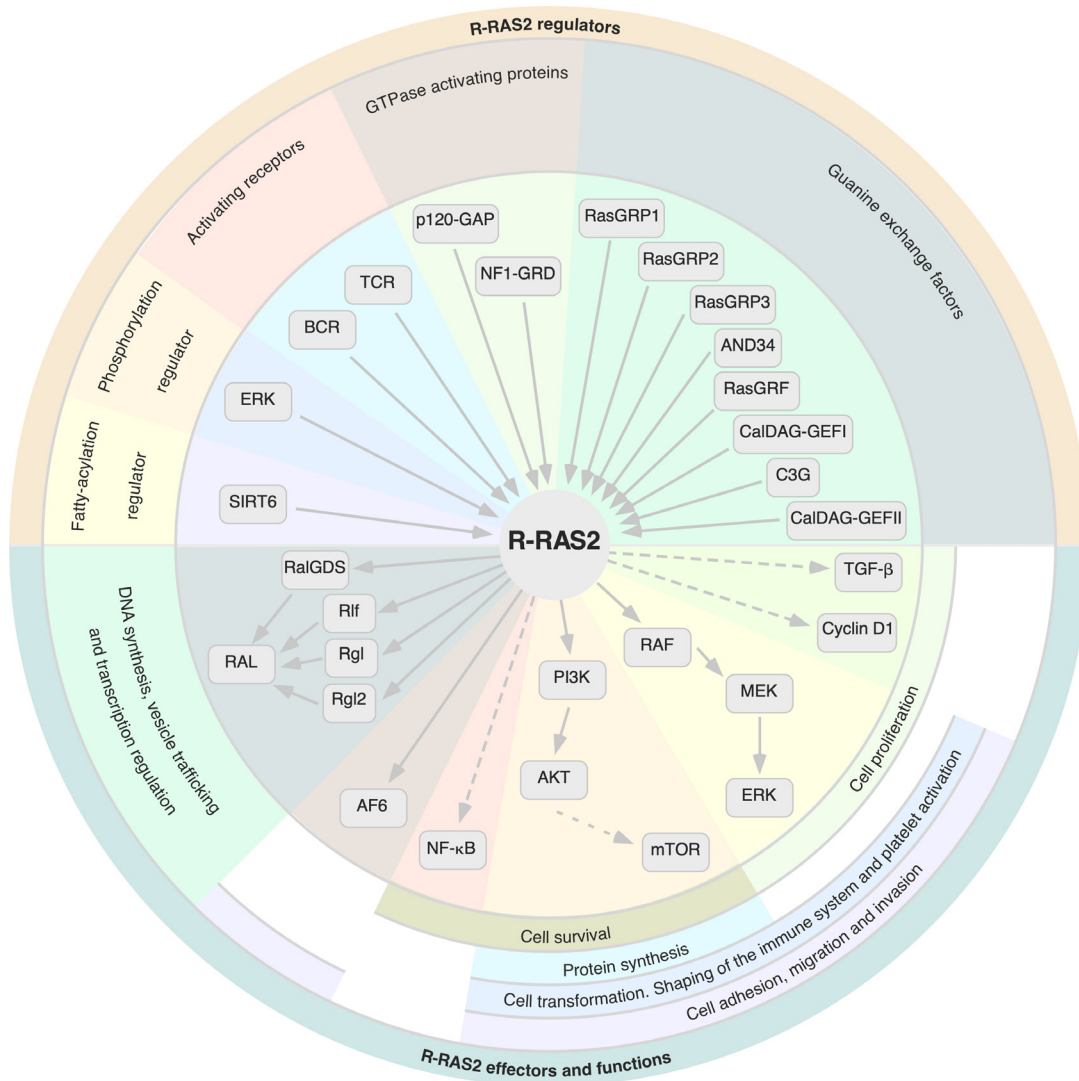 R-RAS2 regulators
GTPase activating proteins
Guanine exchange factors
Activating receptors
Phosphorylation
regulator
Fatty-acylation
regulator
p120-GAP
NF1-GRD
RasGRP1
RasGRP2
RasGRP3
AND34
RasGRF
CalDAG-GEFI
C3G
CalDAG-GEFII
TCR
BCR
ERK
SIRT6
R-RAS2
RalGDS
Rlf
Rgl
Rgl2
RAL
AF6
NF-κB
PI3K
AKT
mTOR
RAF
MEK
ERK
TGF-β
Cyclin D1
DNA synthesis, vesicle trafficking
and transcription regulation
Cell proliferation
Cell survival
Protein synthesis
Cell transformation. Shaping of the immune system and platelet activation
Cell adhesion, migration and invasion
R-RAS2 effectors and functions